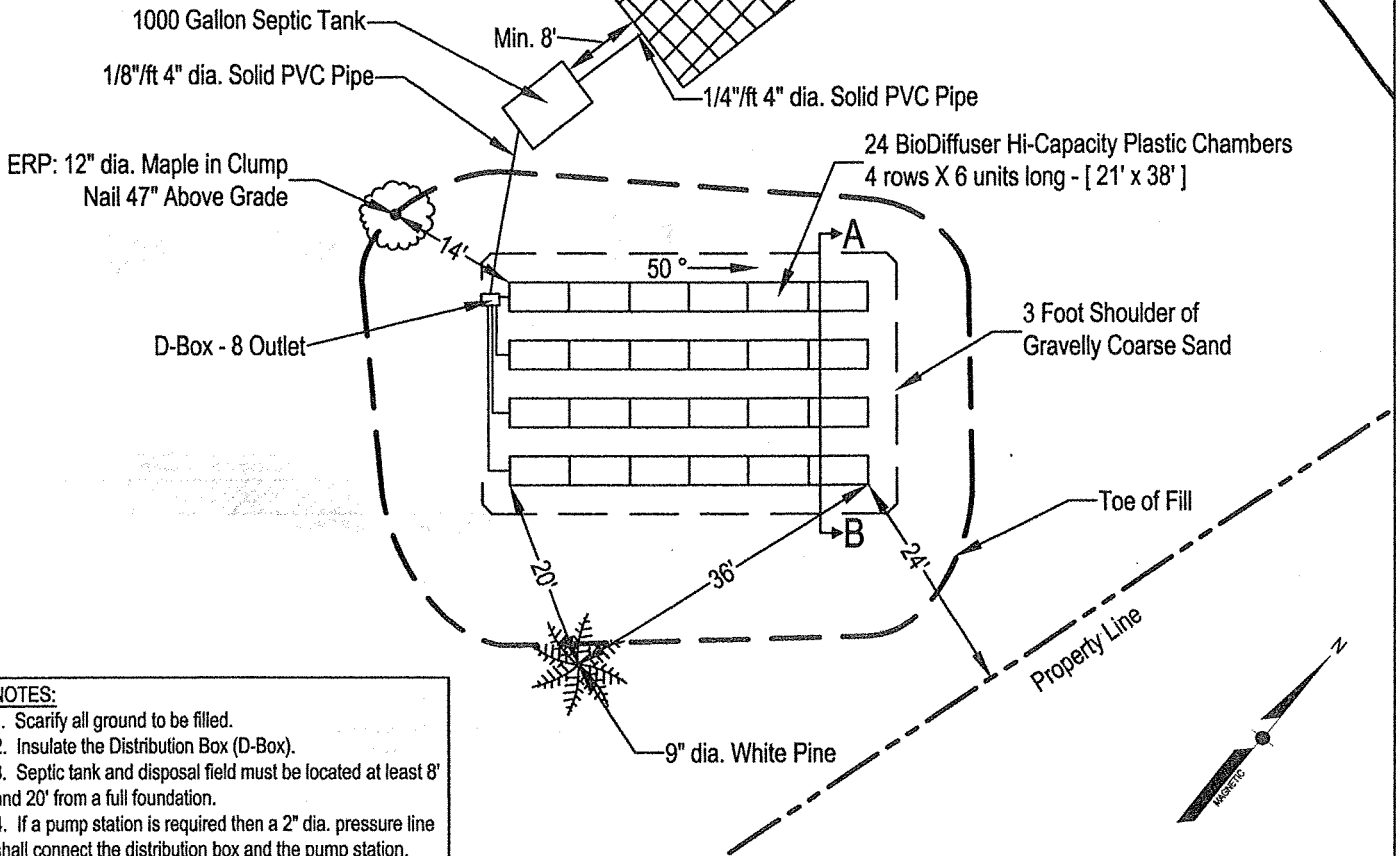 1000 Gallon Septic Tank
Min. 8'
1/8"/ft 4" dia. Solid PVC Pipe
1/4"/ft 4" dia. Solid PVC Pipe
24 BioDiffuser Hi-Capacity Plastic Chambers
4 rows X 6 units long - [ 21' x 38' ]
ERP: 12" dia. Maple in Clump
Nail 47" Above Grade
14'
50 °
A
D-Box - 8 Outlet
3 Foot Shoulder of
Gravelly Coarse Sand
B
Toe of Fill
20'
36'
24'
Property Line
9" dia. White Pine
N
MAGNETIC
NOTES:
. Scarify all ground to be filled.
2. Insulate the Distribution Box (D-Box).
3. Septic tank and disposal field must be located at least 8'
and 20' from a full foundation.
4. If a pump station is required then a 2" dia. pressure line
shall connect the distribution box and the pump station.